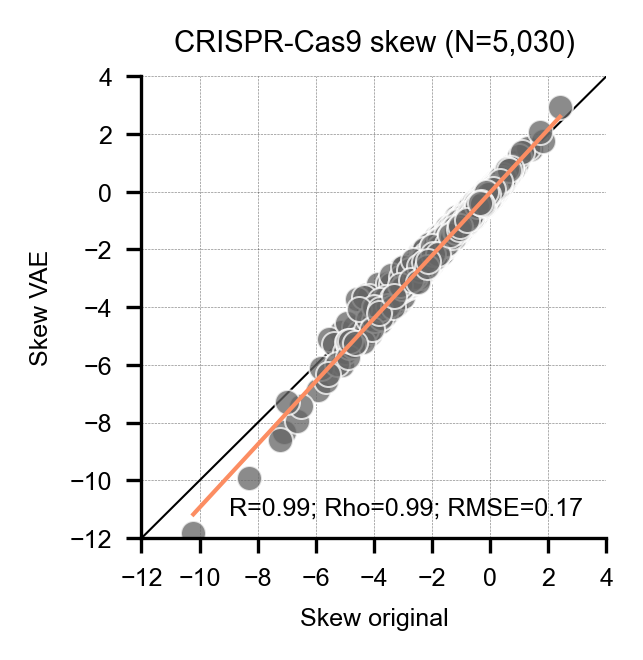 CRISPR-Cas9 skew (N=5,030)
4
2
0
−2
−4
−6
−8
−10
−12
Skew VAE
R=0.99; Rho=0.99; RMSE=0.17
−12 −10 −8 −6 −4 −2 0 2 4
Skew original